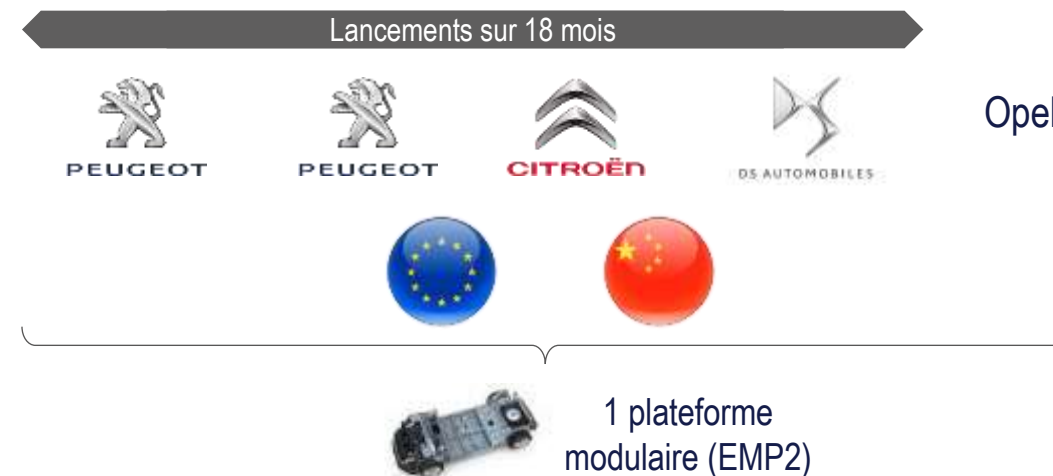 Lancements sur 18 mois
PEUGEOT
PEUGEOT
CITROËN
DS AUTOMOBILES
Opel
1 plateforme
modulaire (EMP2)